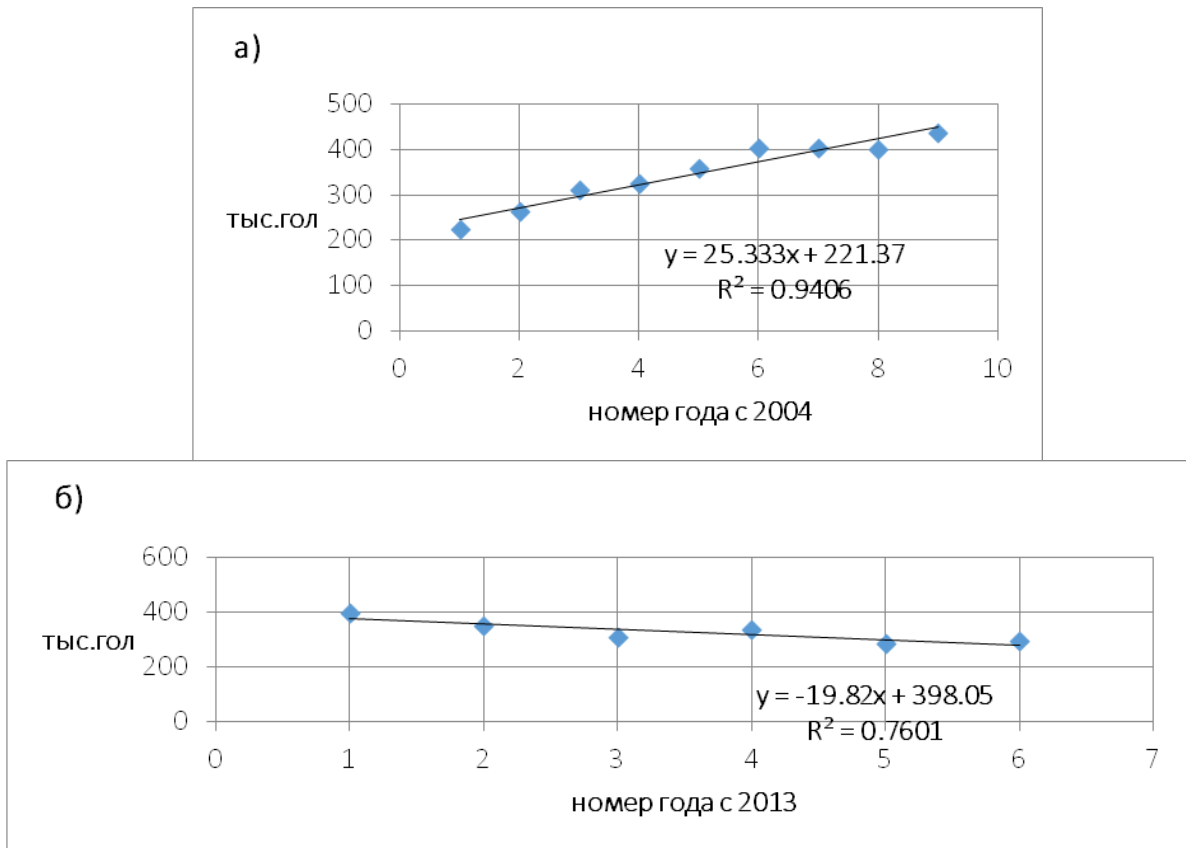 а)
500
400
300
тыс.гол
200
y = 25.333x + 221.37
R² = 0.9406
100
0
0 2 4 6 8 10
номер года с 2004
б)
600
400
тыс.гол
200
y = -19.82x + 398.05
R² = 0.7601
0
0 1 2 3 4 5 6 7
номер года с 2013